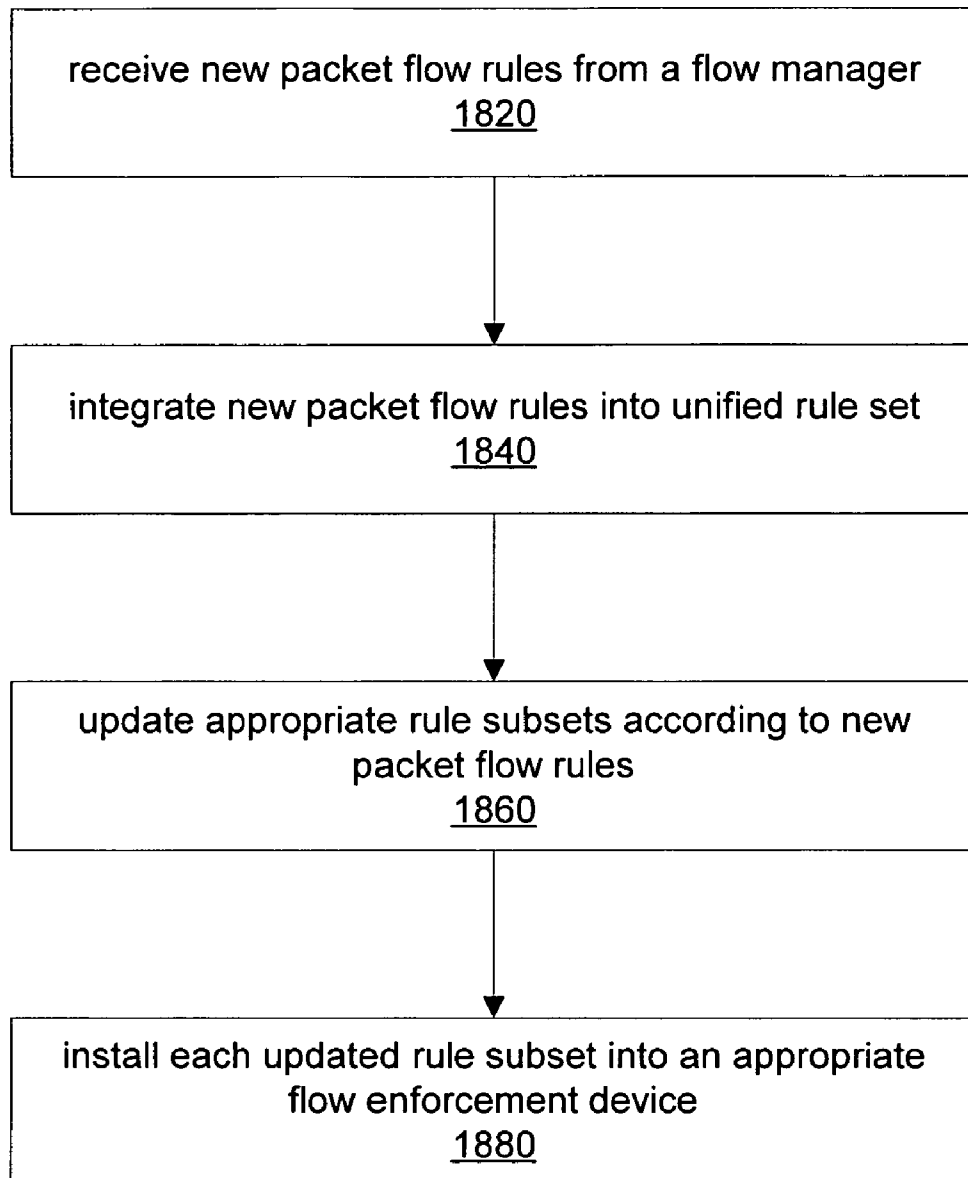 receive new packet flow rules from a flow manager
1820
integrate new packet flow rules into unified rule set
1840
update appropriate rule subsets according to new
packet flow rules
1860
install each updated rule subset into an appropriate
flow enforcement device
1880